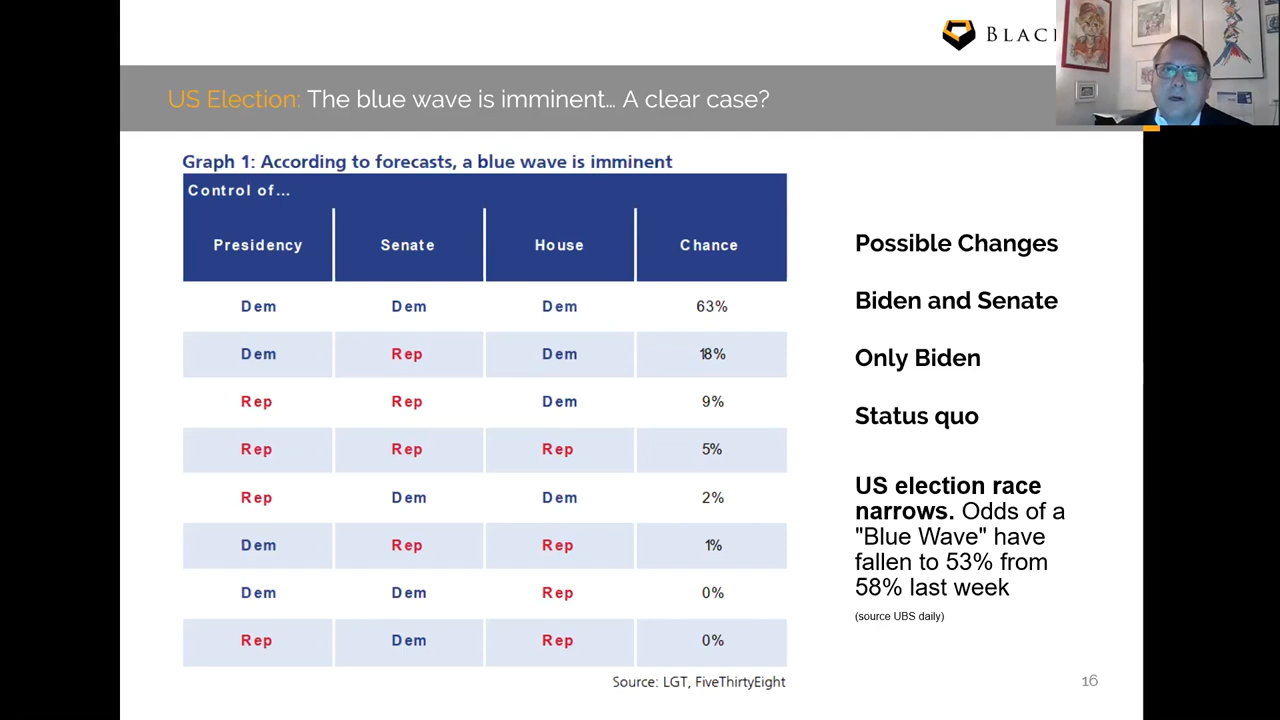 BLAC
US Election: The blue wave is imminent... A clear case?
Graph 1: According to forecasts, a blue wave is imminent
Control of...
Presidency Senate House Chance
Dem Dem Dem 63%
Dem Rep Dem 18%
Rep Rep Dem 9%
Rep Rep Rep 5%
Rep Dem Dem 2%
Dem Rep Rep 1%
Dem Dem Rep 0%
Rep Dem Rep 0%
Source: LGT, FiveThirtyEight
Possible Changes
Biden and Senate
Only Biden
Status quo
US election race
narrows. Odds of a
"Blue Wave" have
fallen to 53% from
58% last week
(source UBS daily)
16